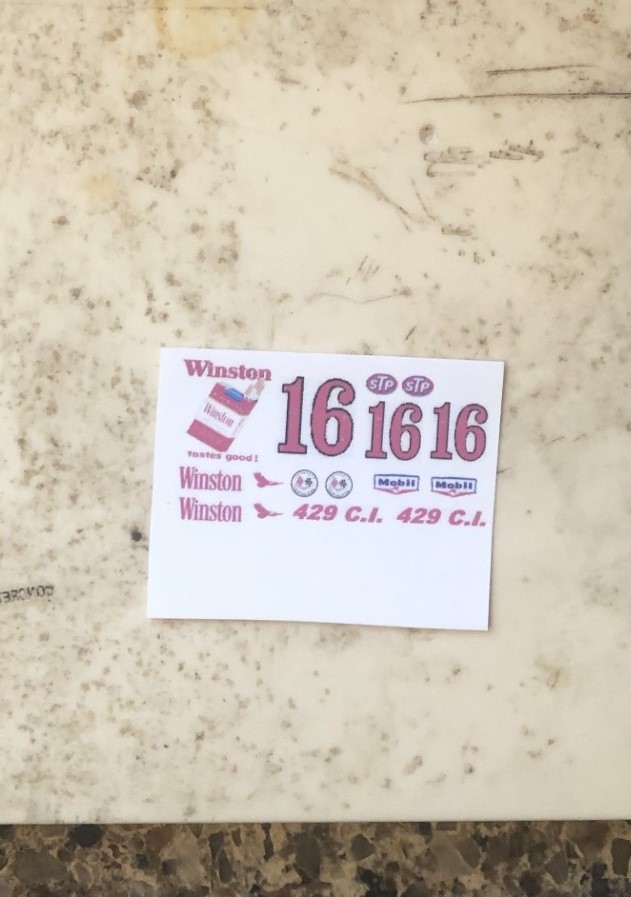 Winston
Winston
tastes good!
16
STP STP
16 16
Winston
Mobil Mobil
Winston
429 C.I. 429 C.I.